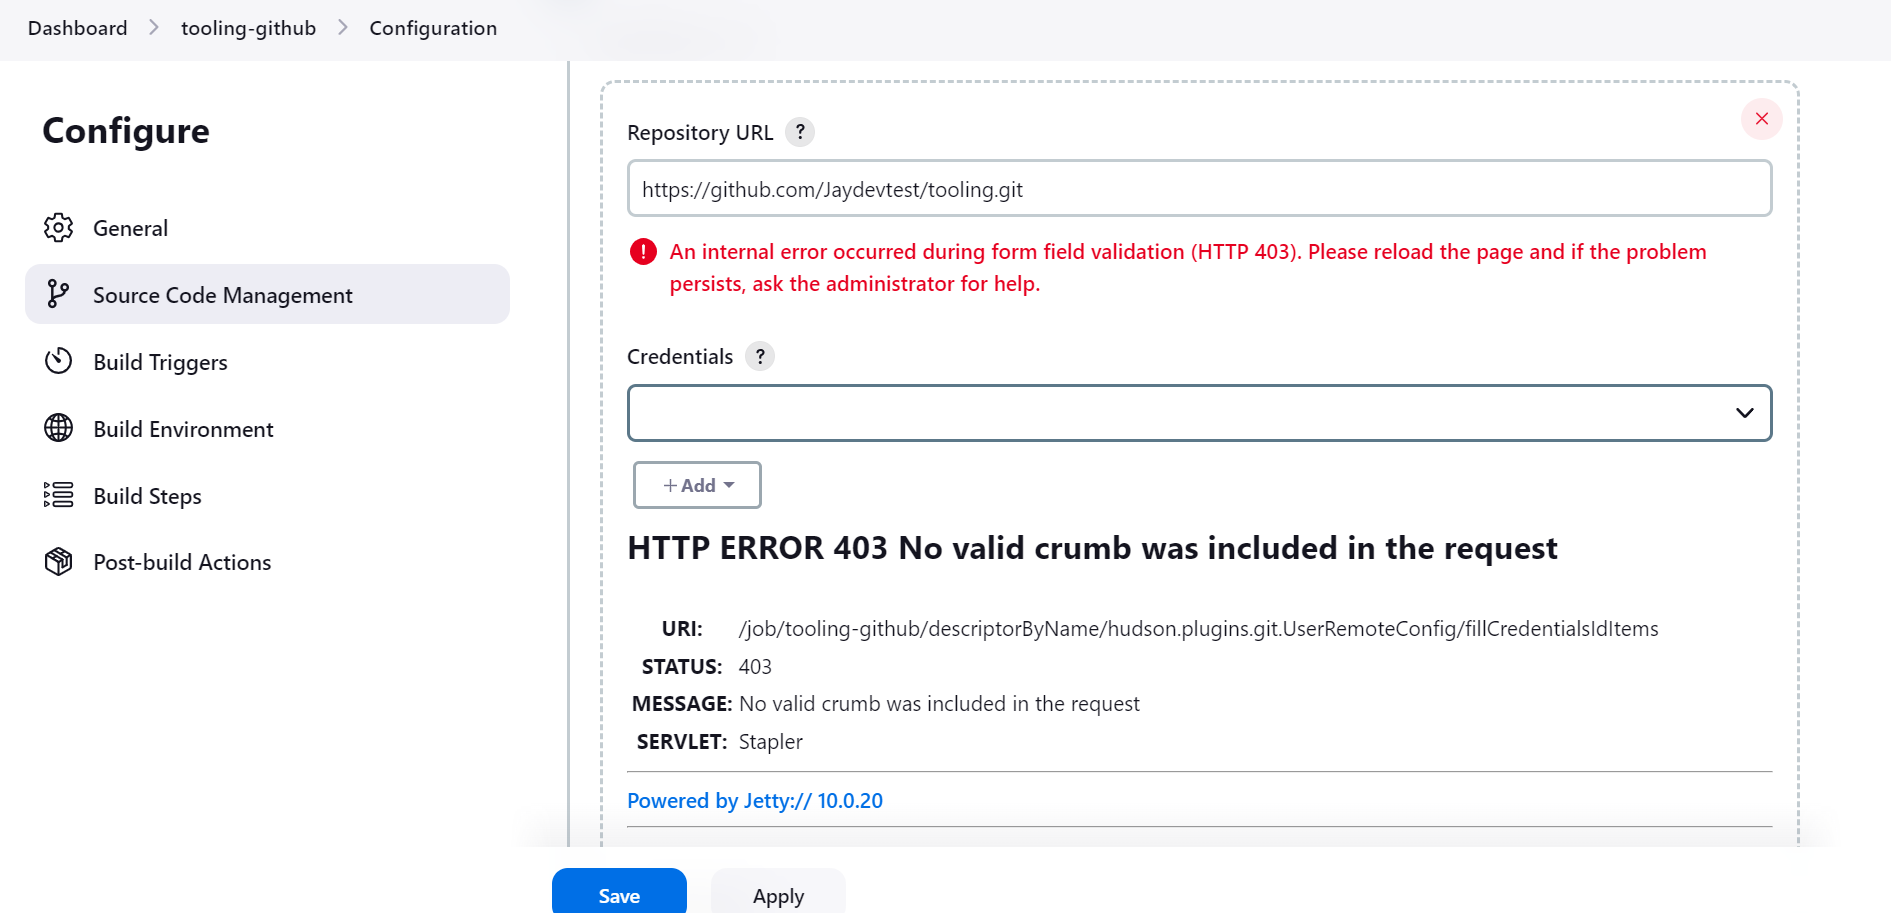 Dashboard > tooling-github > Configuration
Configure
General
Source Code Management
Build Triggers
Build Environment
Build Steps
Post-build Actions
Repository URL ?
https://github.com/Jaydevtest/tooling.git
An internal error occurred during form field validation (HTTP 403). Please reload the page and if the problem
persists, ask the administrator for help.
Credentials ?
+ Add
HTTP ERROR 403 No valid crumb was included in the request
URI: /job/tooling-github/descriptorByName/hudson.plugins.git.UserRemoteConfig/fillCredentialsIdItems
STATUS: 403
MESSAGE: No valid crumb was included in the request
SERVLET: Stapler
Powered by Jetty:// 10.0.20
Save Apply